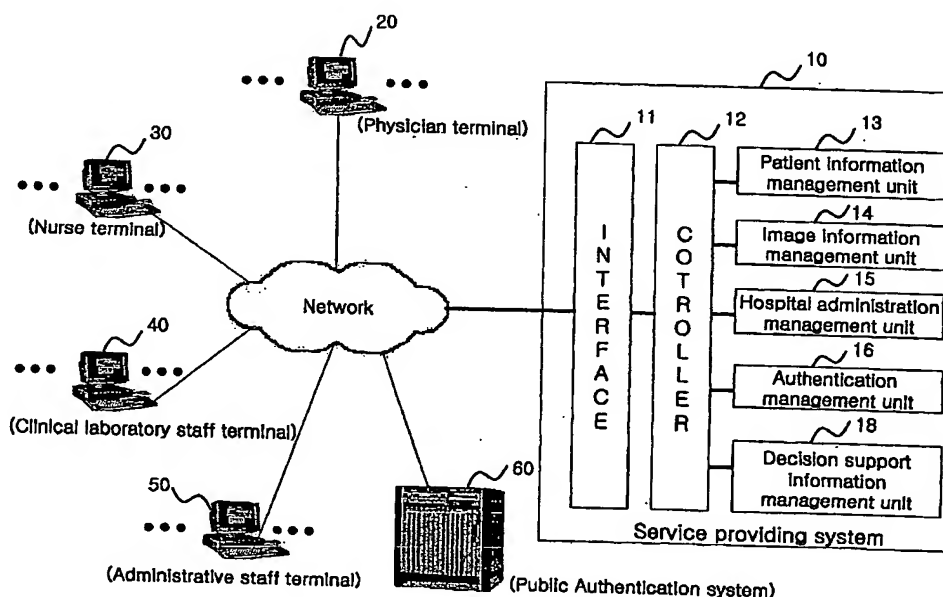 20
(Physician terminal)
30
(Nurse terminal)
40
(Clinical laboratory staff terminal)
50
(Administrative staff terminal)
60
(Public Authentication system)
Network
10
11
INTERFACE
12
COTROLLER
13
Patient information
management unit
14
Image information
management unit
15
Hospital administration
management unit
16
Authentication
management unit
18
Decision support
information
management unit
Service providing system